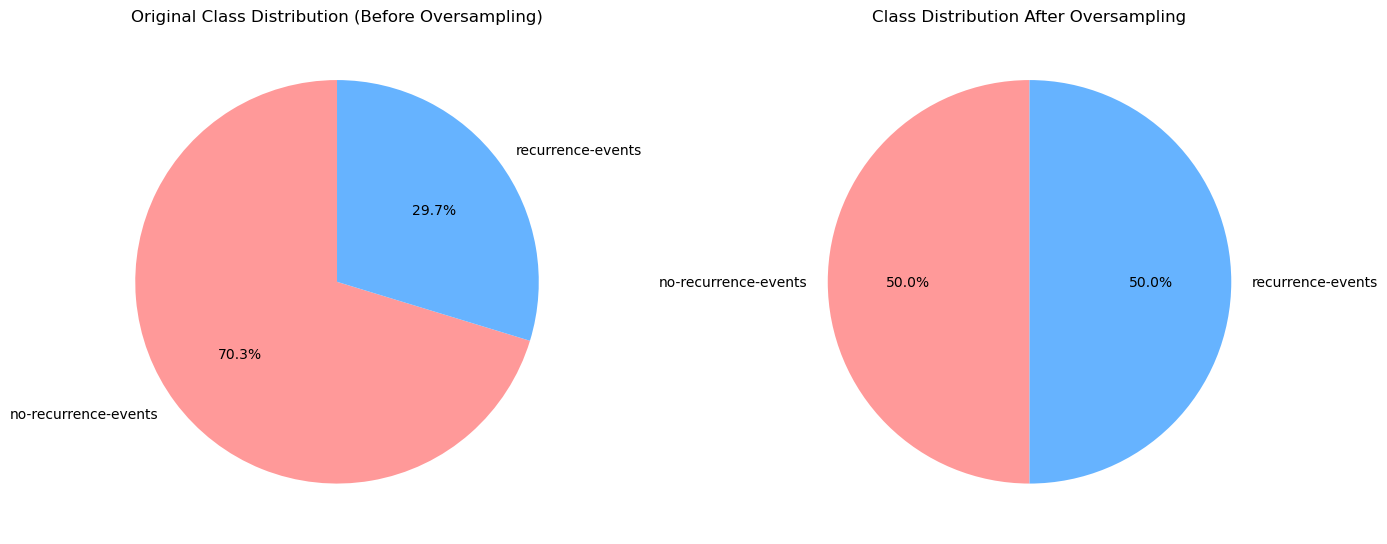 Original Class Distribution (Before Oversampling)
recurrence-events
29.7%
70.3%
no-recurrence-events
Class Distribution After Oversampling
no-recurrence-events
50.0%
50.0%
recurrence-events